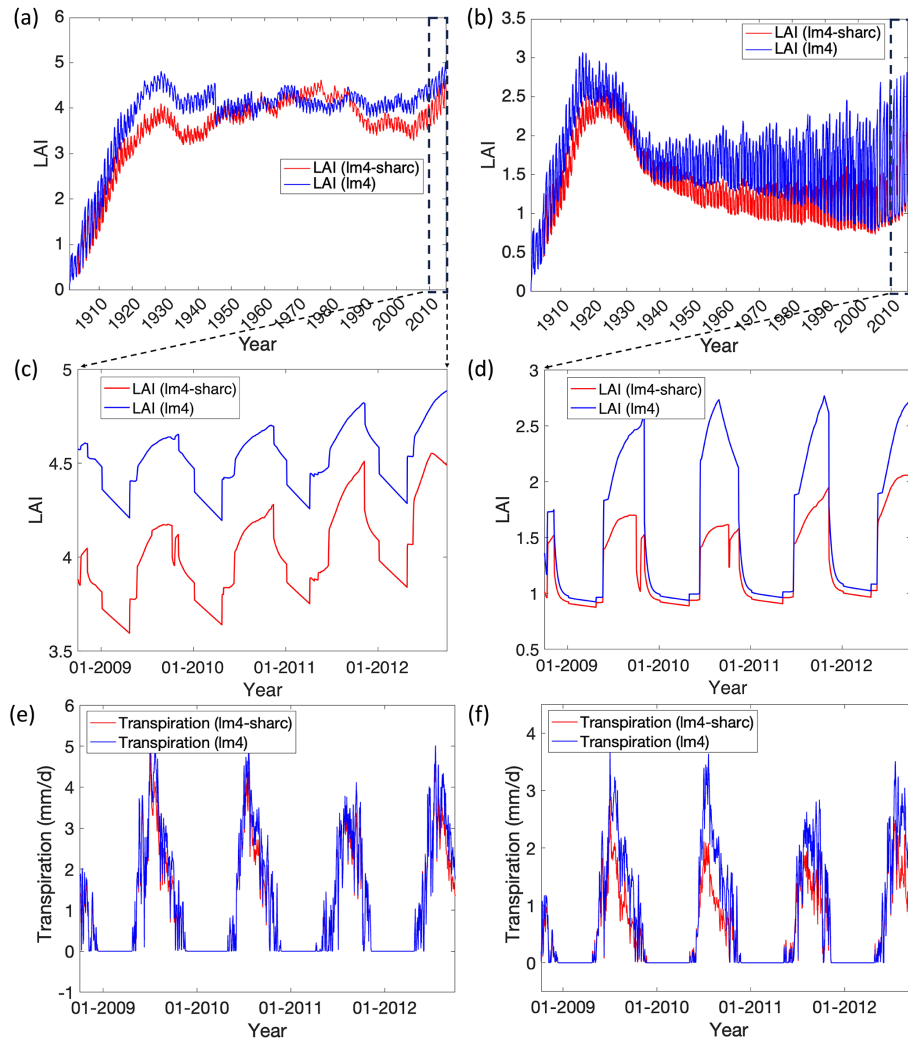 (a)
6
5
4
3
2
1
0
LAI
LAI (lm4-sharc)
LAI (lm4)
1910
1920
1930
1940
1950
1960
1970
1980
1990
2000
2010
Year
(b)
3.5
3
2.5
2
1.5
1
0.5
0
LAI
LAI (lm4-sharc)
LAI (lm4)
1910
1920
1930
1940
1950
1960
1970
1980
1990
2000
2010
Year
(c)
5
4.5
4
3.5
LAI
LAI (lm4-sharc)
LAI (lm4)
01-2009
01-2010
01-2011
01-2012
Year
(d)
3
2.5
2
1.5
1
0.5
LAI
LAI (lm4-sharc)
LAI (lm4)
01-2009
01-2010
01-2011
01-2012
Year
(e)
6
5
4
3
2
1
0
-1
Transpiration (mm/d)
Transpiration (lm4-sharc)
Transpiration (lm4)
01-2009
01-2010
01-2011
01-2012
Year
(f)
4
3
2
1
0
Transpiration (mm/d)
Transpiration (lm4-sharc)
Transpiration (lm4)
01-2009
01-2010
01-2011
01-2012
Year